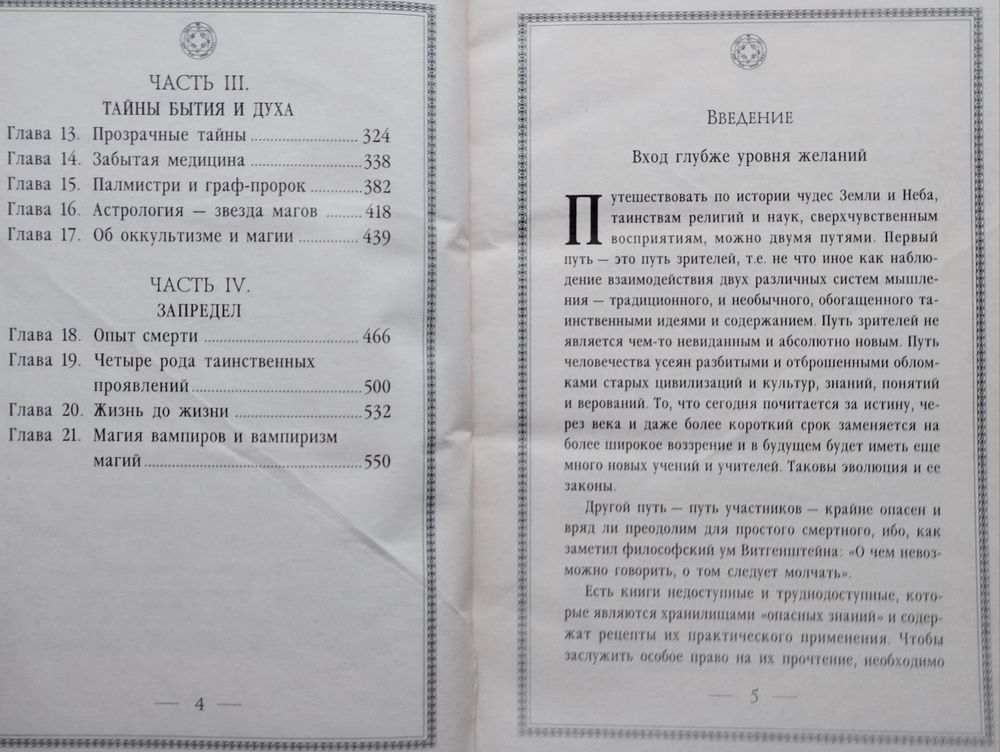 ЧАСТЬ III.
ТАЙНЫ БЫТИЯ И ДУХА
Глава 13. Прозрачные тайны ........ 324
Глава 14. Забытая медицина ........ 338
Глава 15. Палмистри и граф-пророк ........ 382
Глава 16. Астрология — звезда магов ........ 418
Глава 17. Об оккультизме и магии ........ 439
ЧАСТЬ IV.
ЗАПРЕДЕЛ
Глава 18. Опыт смерти ........ 466
Глава 19. Четыре рода таинственных
проявлений ........ 500
Глава 20. Жизнь до жизни ........ 532
Глава 21. Магия вампиров и вампиризм
магий ........ 550
— 4 —
Введение
Вход глубже уровня желаний
Путешествовать по истории чудес Земли и Неба,
таинствам религий и наук, сверхчувственным
восприятиям, можно двумя путями. Первый
путь — это путь зрителей, т.е. не что иное как наблю-
дение взаимодействия двух различных систем мышле-
ния — традиционного, и необычного, обогащенного та-
инственными идеями и содержанием. Путь зрителей не
является чем-то невиданным и абсолютно новым. Путь
человечества усеян разбитыми и отброшенными облом-
ками старых цивилизаций и культур, знаний, понятий
и верований. То, что сегодня почитается за истину, че-
рез века и даже более короткий срок заменяется на
более широкое воззрение и в будущем будет иметь еще
много новых учений и учителей. Таковы эволюция и ее
законы.
Другой путь — путь участников — крайне опасен и
вряд ли преодолим для простого смертного, ибо, как
заметил философский ум Витгенштейна: «О чем невоз-
можно говорить, о том следует молчать».
Есть книги недоступные и труднодоступные, кото-
рые являются хранилищами «опасных знаний» и содер-
жат рецепты их практического применения. Чтобы
заслужить особое право на их прочтение, необходимо
— 5 —